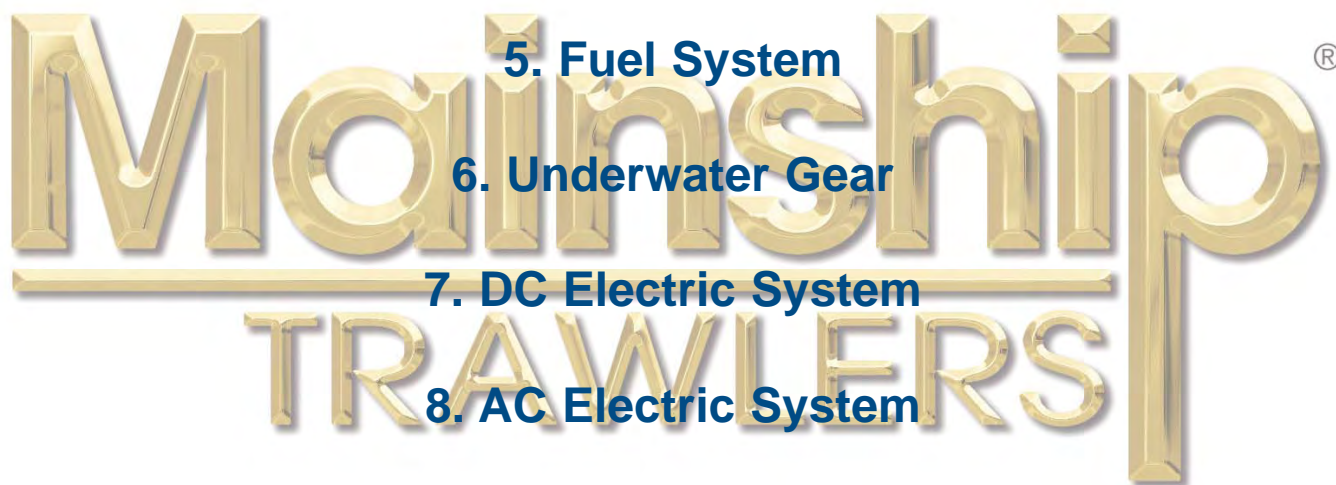 Mainship®
5. Fuel System
6. Underwater Gear
7. DC Electric System
TRAWLERS
8. AC Electric System